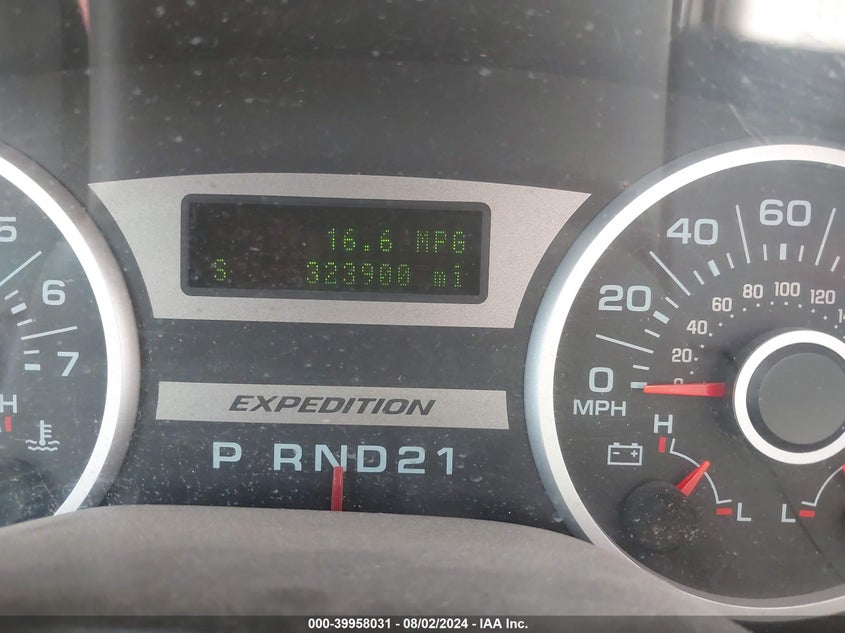 5
6
7
H
16.6 MPG
S 323900 mi
EXPEDITION
P RND21
0 20 40 60
MPH
0 20 40 60 80 100 120
H
L
L
000-39958031 - 08/02/2024 - IAA Inc.